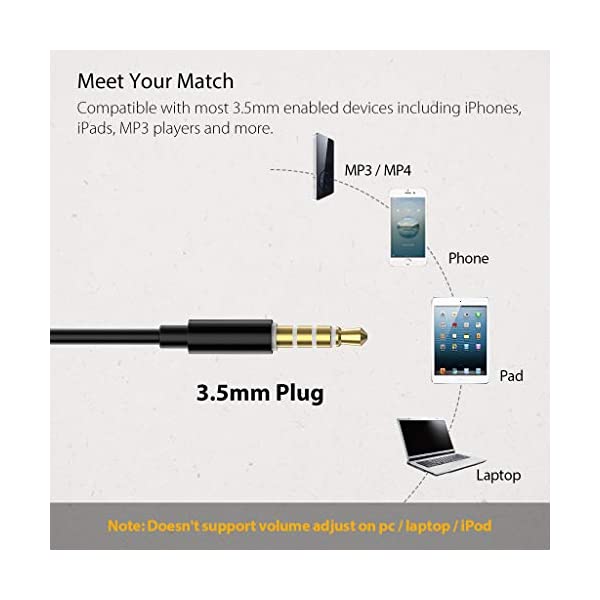 Meet Your Match
Compatible with most 3.5mm enabled devices including iPhones,
iPads, MP3 players and more.
MP3 / MP4
Phone
Pad
3.5mm Plug
Laptop
Note: Doesn't support volume adjust on pc / laptop / iPod